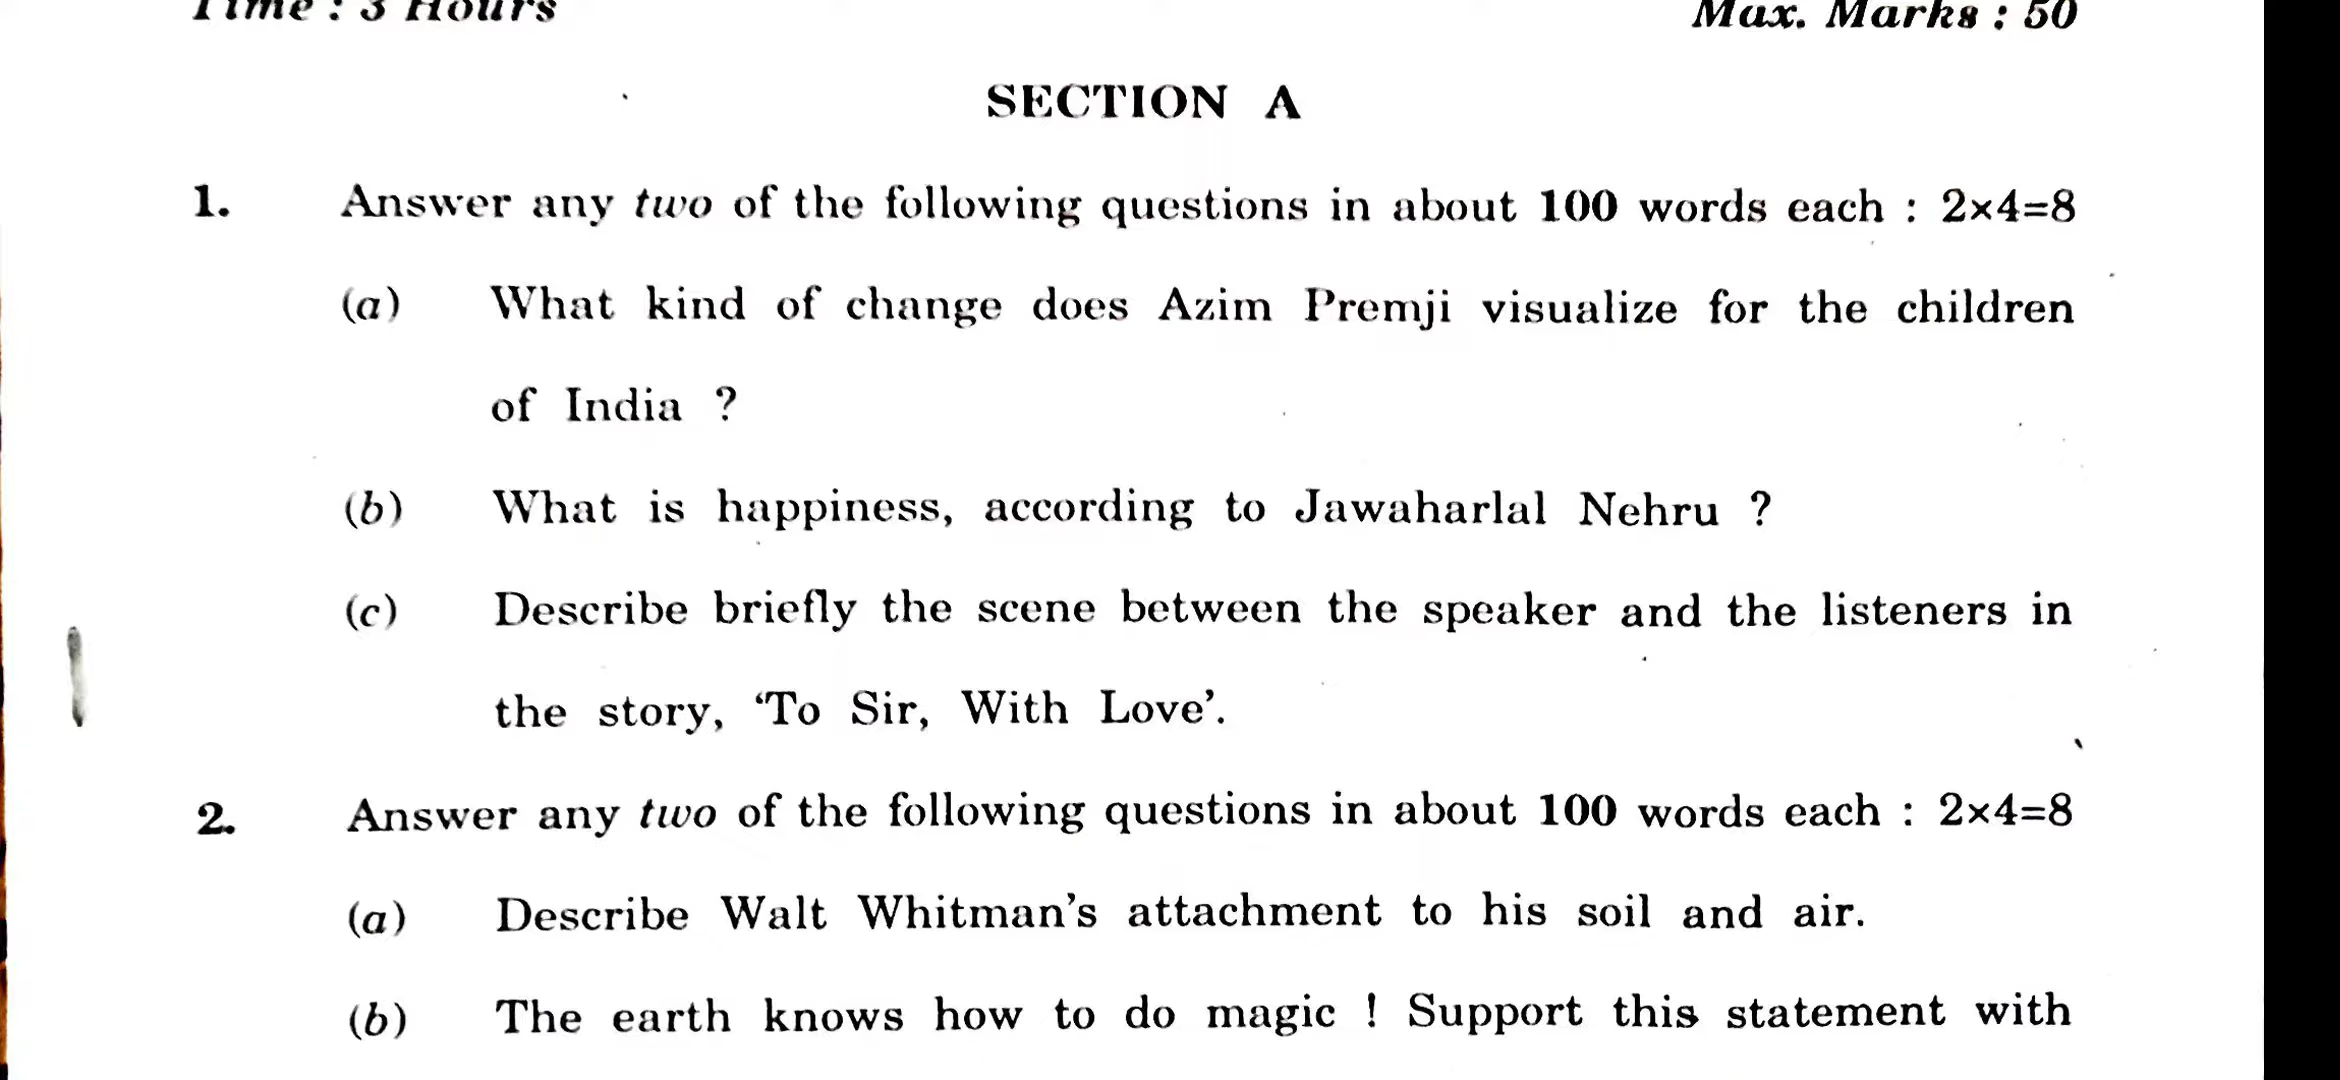 Time : 3 Hours
Max. Marks : 50
SECTION A
1. Answer any two of the following questions in about 100 words each : 2×4=8
(a) What kind of change does Azim Premji visualize for the children
of India ?
(b) What is happiness, according to Jawaharlal Nehru ?
(c) Describe briefly the scene between the speaker and the listeners in
the story, ‘To Sir, With Love’.
2. Answer any two of the following questions in about 100 words each : 2×4=8
(a) Describe Walt Whitman’s attachment to his soil and air.
(b) The earth knows how to do magic ! Support this statement with